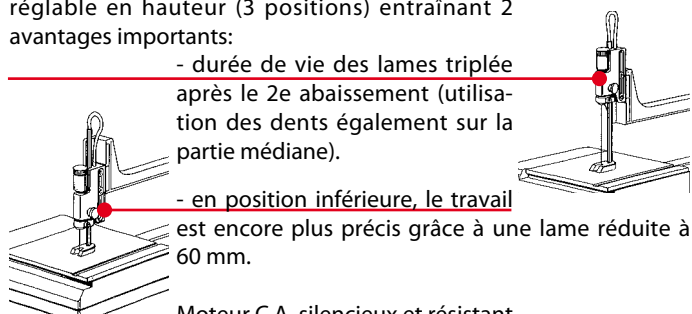 réglable en hauteur (3 positions) entraînant 2
avantages importants:
- durée de vie des lames triplée
après le 2e abaissement (utilisa-
tion des dents également sur la
partie médiane).
- en position inférieure, le travail
est encore plus précis grâce à une lame réduite à
60 mm.
Moteur C.A. silencieux et résistant